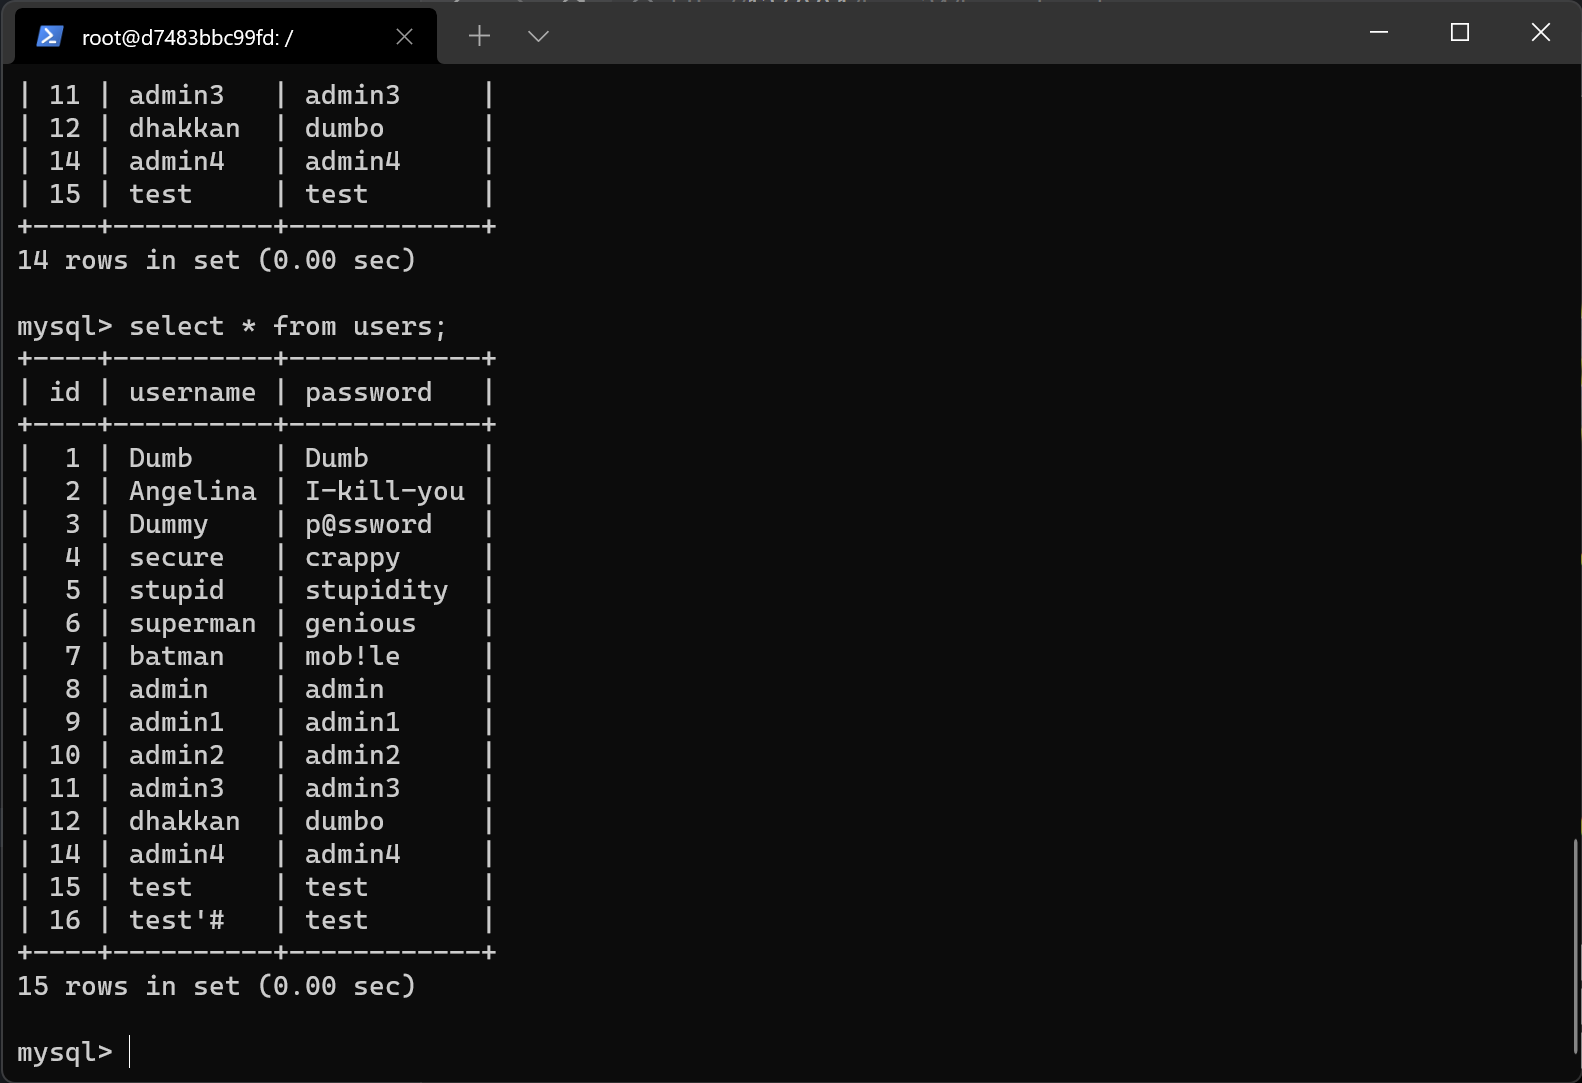 root@d7483bbc99fd: /
| 11 | admin3   | admin3     |
| 12 | dhakkan  | dumbo      |
| 14 | admin4   | admin4     |
| 15 | test     | test       |
+----+----------+------------+
14 rows in set (0.00 sec)
mysql> select * from users;
+----+----------+------------+
| id | username | password   |
+----+----------+------------+
|  1 | Dumb     | Dumb       |
|  2 | Angelina | I-kill-you |
|  3 | Dummy    | p@ssword   |
|  4 | secure   | crappy     |
|  5 | stupid   | stupidity  |
|  6 | superman | genious    |
|  7 | batman   | mob!le     |
|  8 | admin    | admin      |
|  9 | admin1   | admin1     |
| 10 | admin2   | admin2     |
| 11 | admin3   | admin3     |
| 12 | dhakkan  | dumbo      |
| 14 | admin4   | admin4     |
| 15 | test     | test       |
| 16 | test'#   | test       |
+----+----------+------------+
15 rows in set (0.00 sec)
mysql>